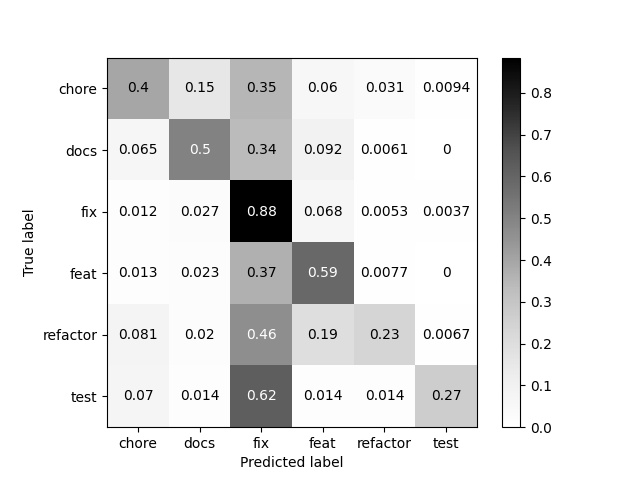 chore 0.4 0.15 0.35 0.06 0.031 0.0094
docs 0.065 0.5 0.34 0.092 0.0061 0
fix 0.012 0.027 0.88 0.068 0.0053 0.0037
feat 0.013 0.023 0.37 0.59 0.0077 0
refactor 0.081 0.02 0.46 0.19 0.23 0.0067
test 0.07 0.014 0.62 0.014 0.014 0.27
chore docs fix feat refactor test
Predicted label
True label
0.8
0.7
0.6
0.5
0.4
0.3
0.2
0.1
0.0